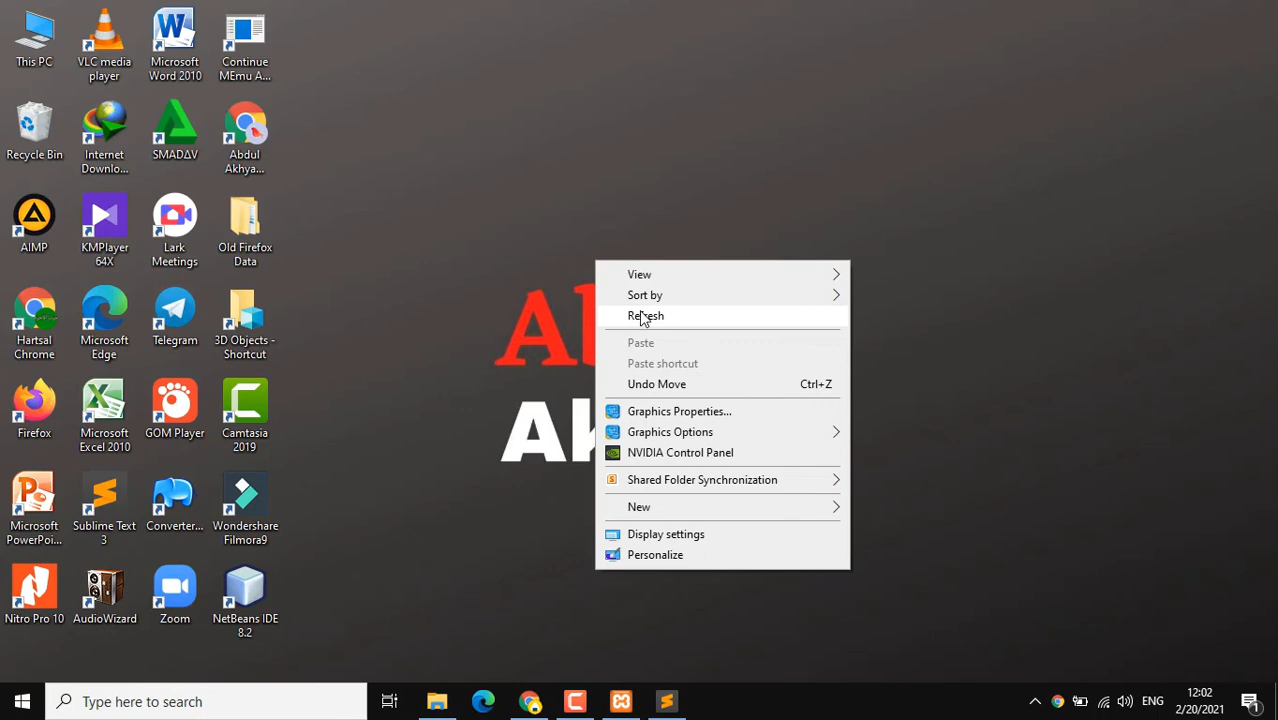 This PC
VLC media
player
Microsoft
Word 2010
Continue
MEmu A...
Recycle Bin
Internet
Downlo...
SMADΔV
Abdul
Akhya...
AIMP
KMPlayer
64X
Lark
Meetings
Old Firefox
Data
Hartsal
Chrome
Microsoft
Edge
Telegram
3D Objects -
Shortcut
Firefox
Microsoft
Excel 2010
GOM Player
Camtasia
2019
Microsoft
PowerPoi...
Sublime Text
3
Converter...
Wondershare
Filmora9
Nitro Pro 10
AudioWizard
Zoom
NetBeans IDE
8.2
View
Sort by
Refresh
Paste
Paste shortcut
Undo Move Ctrl+Z
Graphics Properties...
Graphics Options
NVIDIA Control Panel
Shared Folder Synchronization
New
Display settings
Personalize
Type here to search
ENG
12:02
2/20/2021